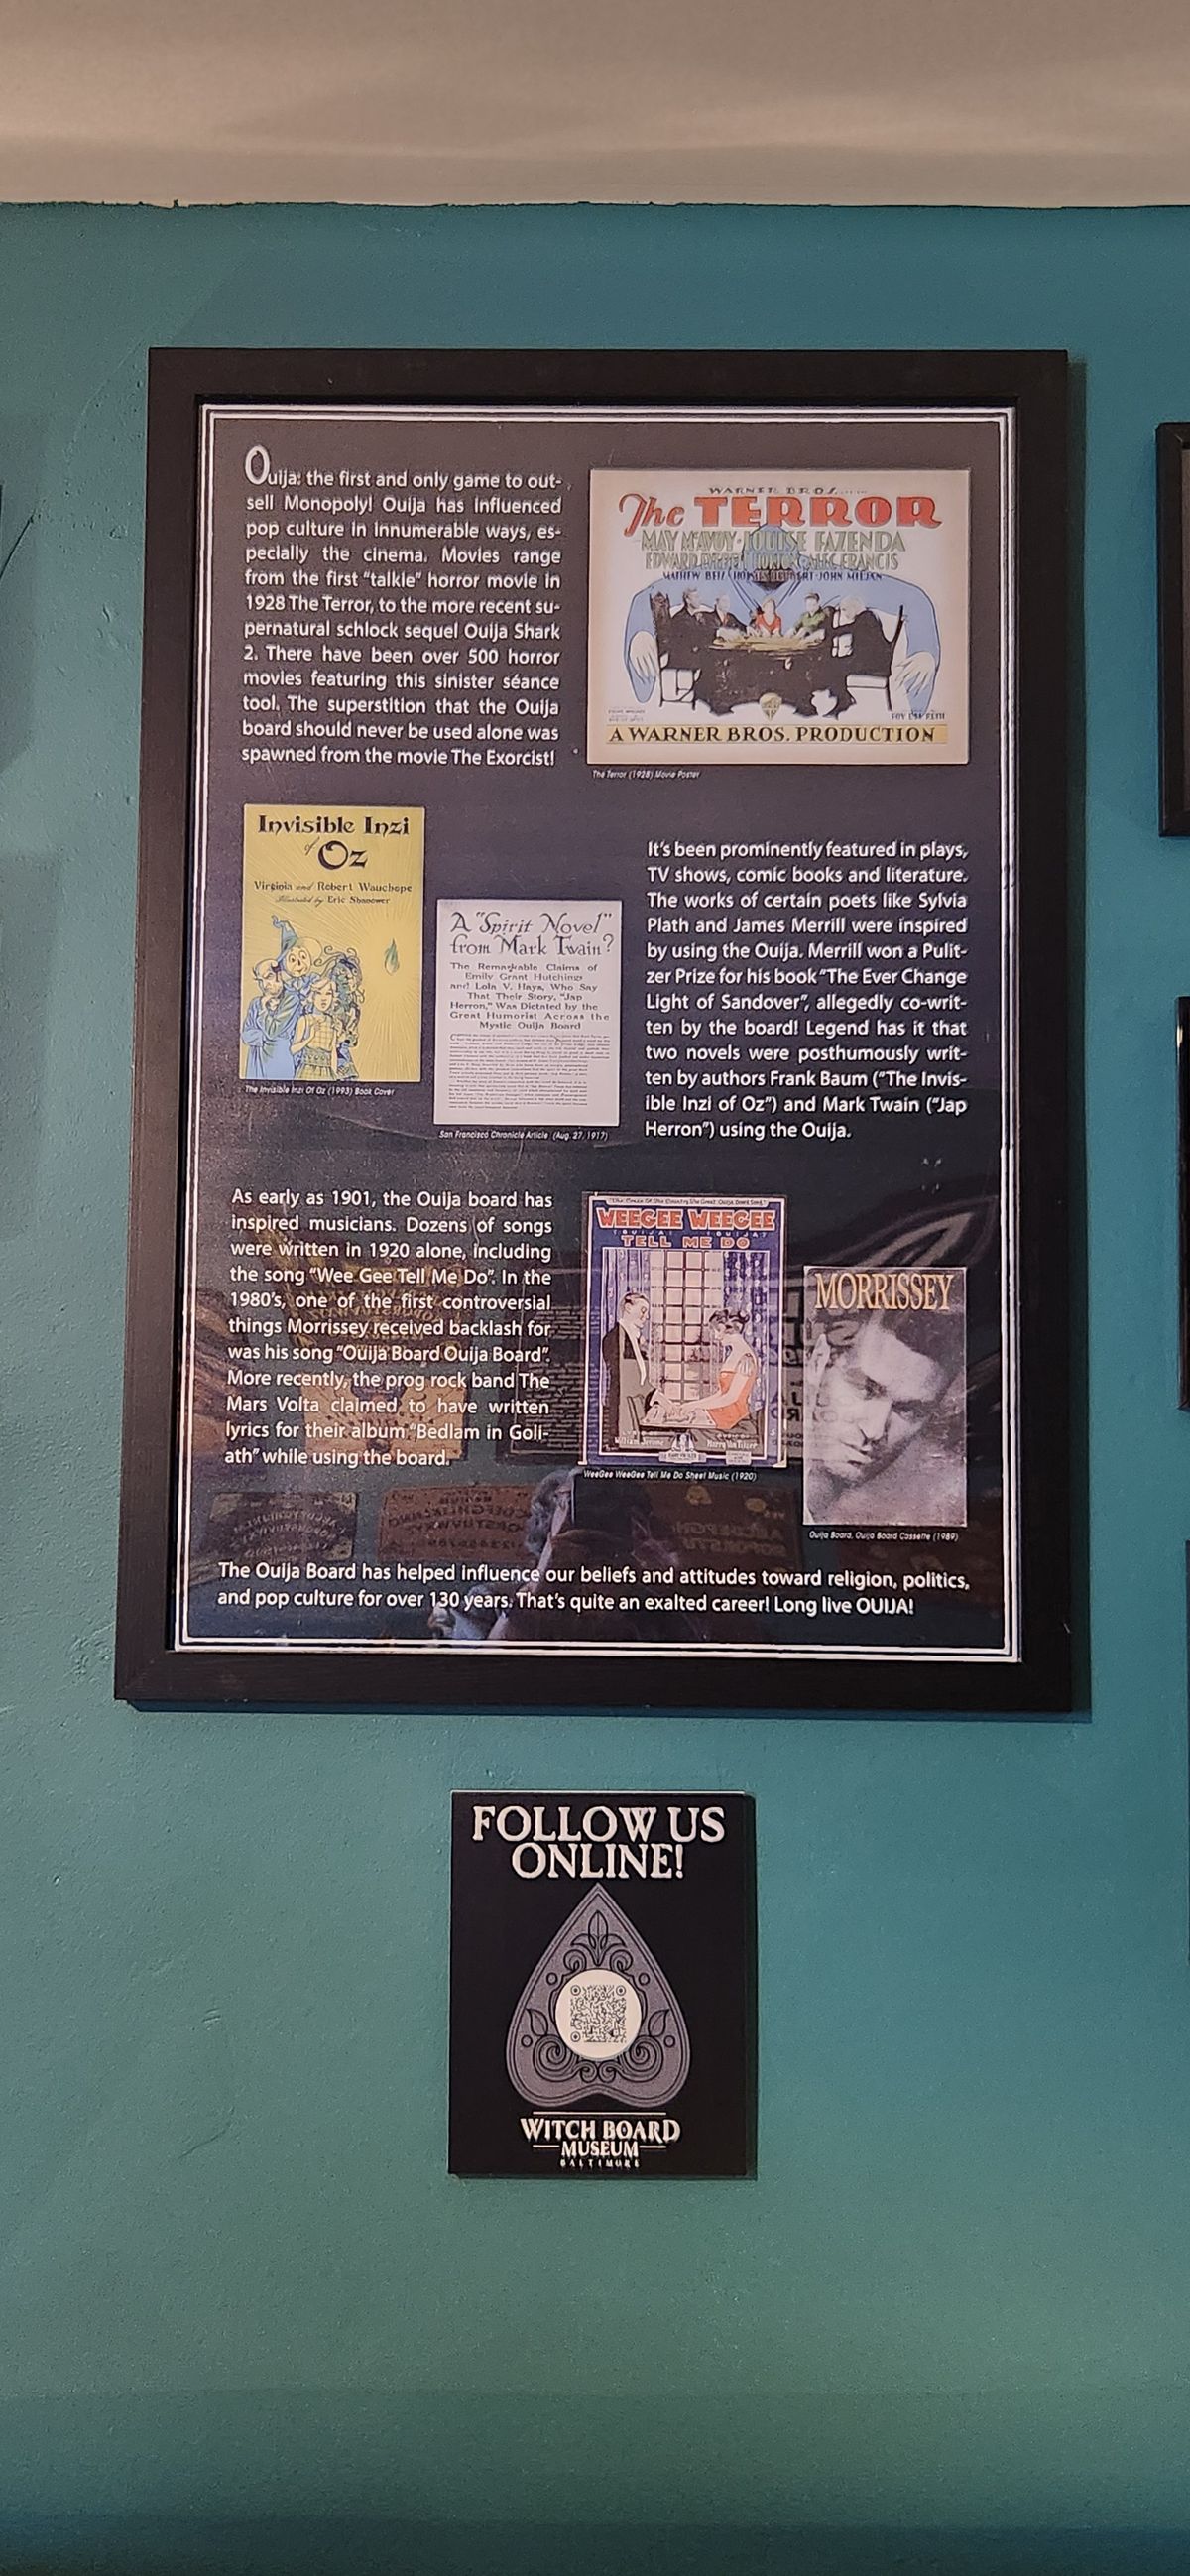 Ouija: the first and only game to out-
sell Monopoly! Ouija has influenced
pop culture in innumerable ways, es-
pecially the cinema. Movies range
from the first "talkie" horror movie in
1928 The Terror, to the more recent su-
pernatural schlock sequel Ouija Shark
2. There have been over 500 horror
movies featuring this sinister séance
tool. The superstition that the Ouija
board should never be used alone was
spawned from the movie The Exorcist!
WARNER BROS.
The TERROR
MAY McAVOY - LOUISE FAZENDA
EDWARD ALEC FRANCIS
MATHEW BETZ JOHN MILJAN
ROY DEL RUTH
A WARNER BROS. PRODUCTION
The Terror (1928) Movie Poster
Invisible Inzi
of Oz
Virginia and Robert Wauchope
Illustrated by Eric Shanower
The Invisible Inzi Of Oz (1993) Book Cover
A "Spirit Novel"
from Mark Twain?
The Remarkable Claims of
Emily Grant Hutchings
and Lola V. Hays, Who Say
That Their Story, "Jap
Herron," Was Dictated by the
Great Humorist Across the
Mystic Ouija Board
San Francisco Chronicle Article (Aug. 27, 1917)
It's been prominently featured in plays,
TV shows, comic books and literature.
The works of certain poets like Sylvia
Plath and James Merrill were inspired
by using the Ouija. Merrill won a Pulit-
zer Prize for his book "The Ever Change
Light of Sandover", allegedly co-writ-
ten by the board! Legend has it that
two novels were posthumously writ-
ten by authors Frank Baum ("The Invis-
ible Inzi of Oz") and Mark Twain ("Jap
Herron") using the Ouija.
As early as 1901, the Ouija board has
inspired musicians. Dozens of songs
were written in 1920 alone, including
the song "Wee Gee Tell Me Do". In the
1980's, one of the first controversial
things Morrissey received backlash for
was his song "Ouija Board Ouija Board".
More recently, the prog rock band The
Mars Volta claimed to have written
lyrics for their album "Bedlam in Goli-
ath" while using the board.
WEEGEE WEEGEE
TELL ME DO
William Jerome
Harry Von Tilzer
WeeGee WeeGee Tell Me Do Sheet Music (1920)
MORRISSEY
Ouija Board, Ouija Board Cassette (1989)
The Ouija Board has helped influence our beliefs and attitudes toward religion, politics,
and pop culture for over 130 years. That's quite an exalted career! Long live OUIJA!
FOLLOW US
ONLINE!
WITCH BOARD
MUSEUM
BALTIMORE